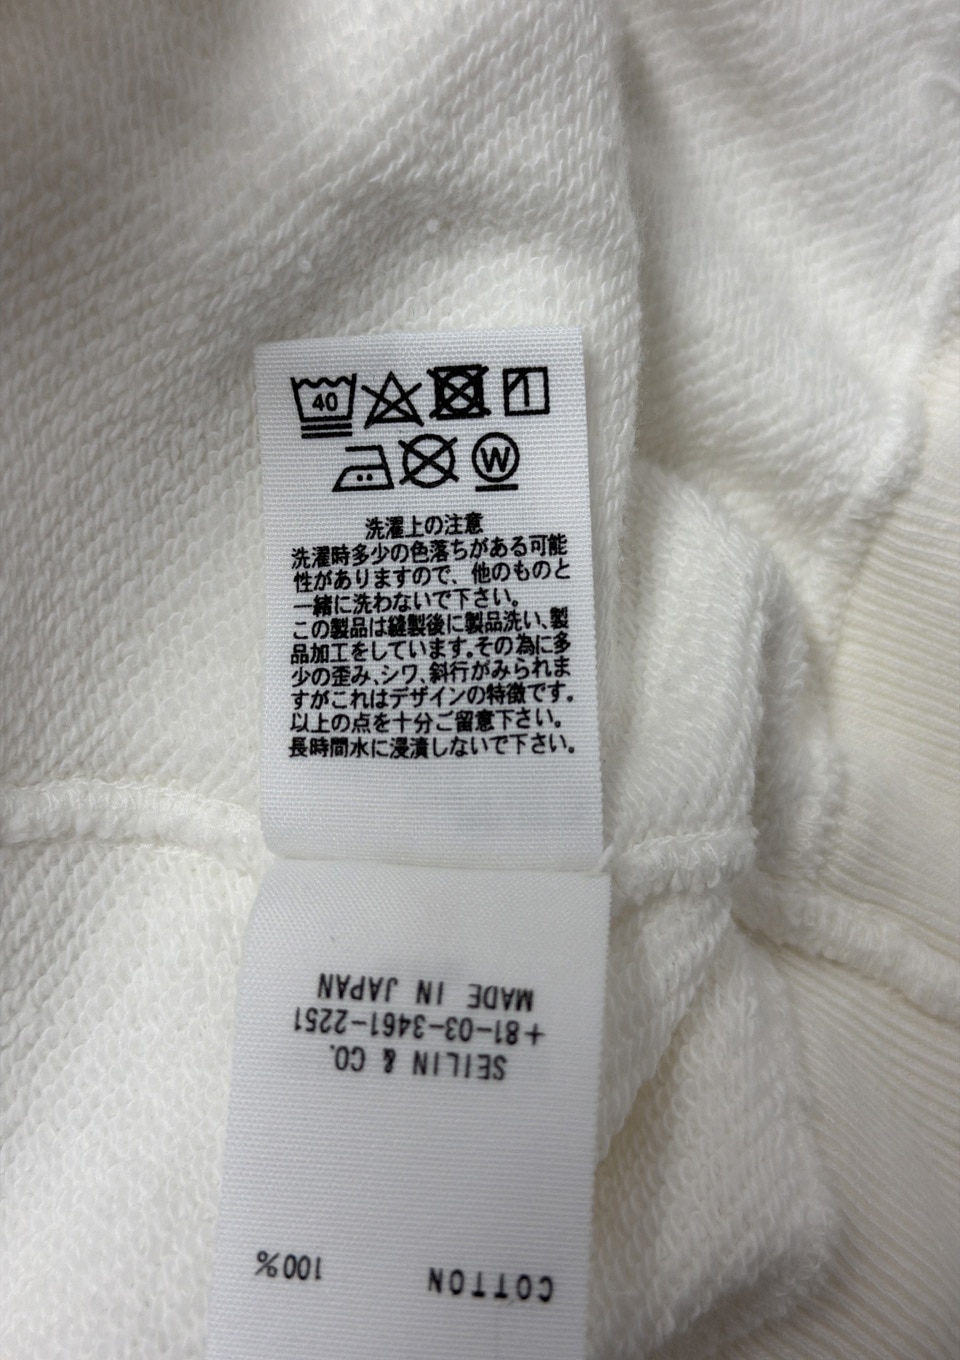 40
W
洗濯上の注意
洗濯時多少の色落ちがある可能
性がありますので、他のものと
一緒に洗わないで下さい。
この製品は縫製後に製品洗い、製
品加工をしています。その為に多
少の歪み、シワ、斜行がみられま
すがこれはデザインの特徴です。
以上の点を十分ご留意下さい。
長時間水に浸漬しないで下さい。
COTTON 100%
SEILIN & CO.
+81-03-3461-2251
MADE IN JAPAN